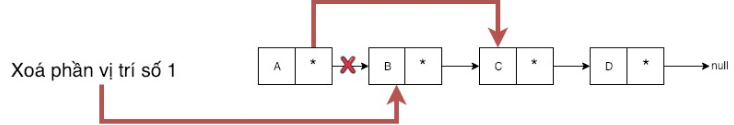 Xoá phần vị trí số 1
A * B * C * D * null